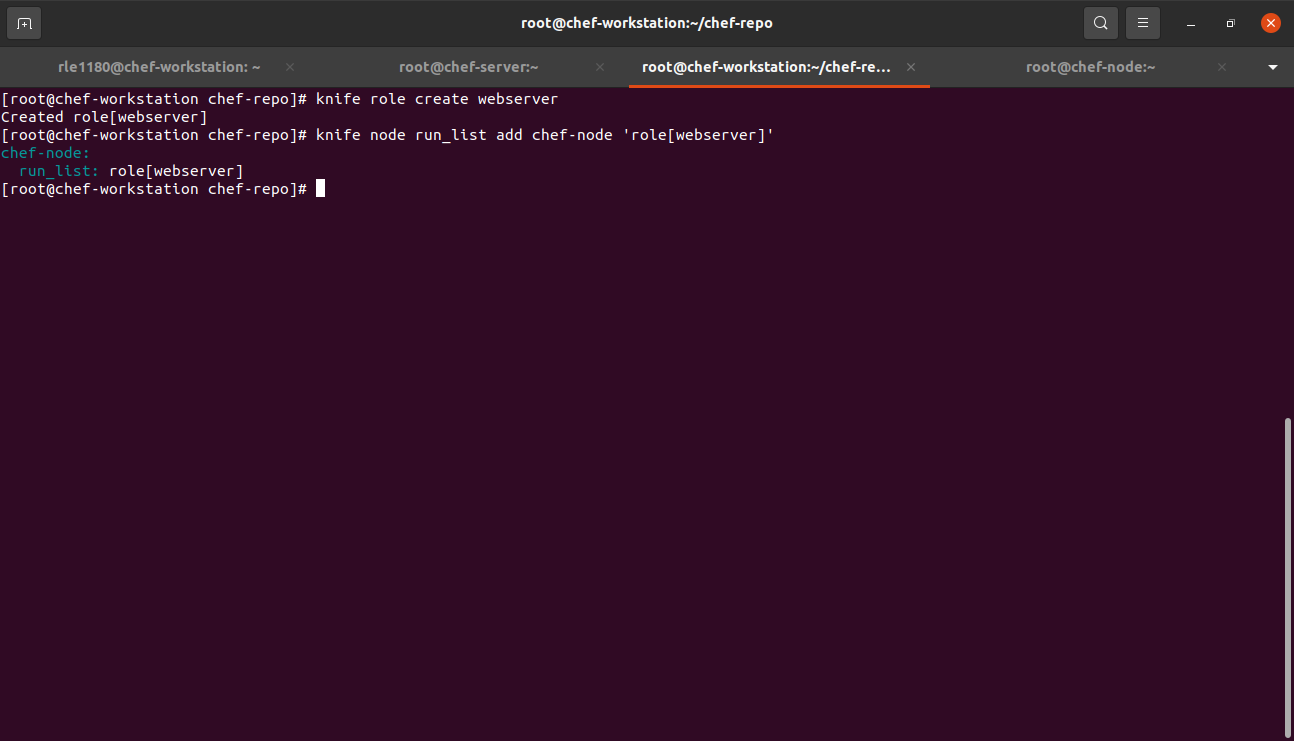 root@chef-workstation:~/chef-repo
rle1180@chef-workstation: ~
root@chef-server:~
root@chef-workstation:~/chef-re…
root@chef-node:~
[root@chef-workstation chef-repo]# knife role create webserver
Created role[webserver]
[root@chef-workstation chef-repo]# knife node run_list add chef-node 'role[webserver]'
chef-node:
  run_list: role[webserver]
[root@chef-workstation chef-repo]#